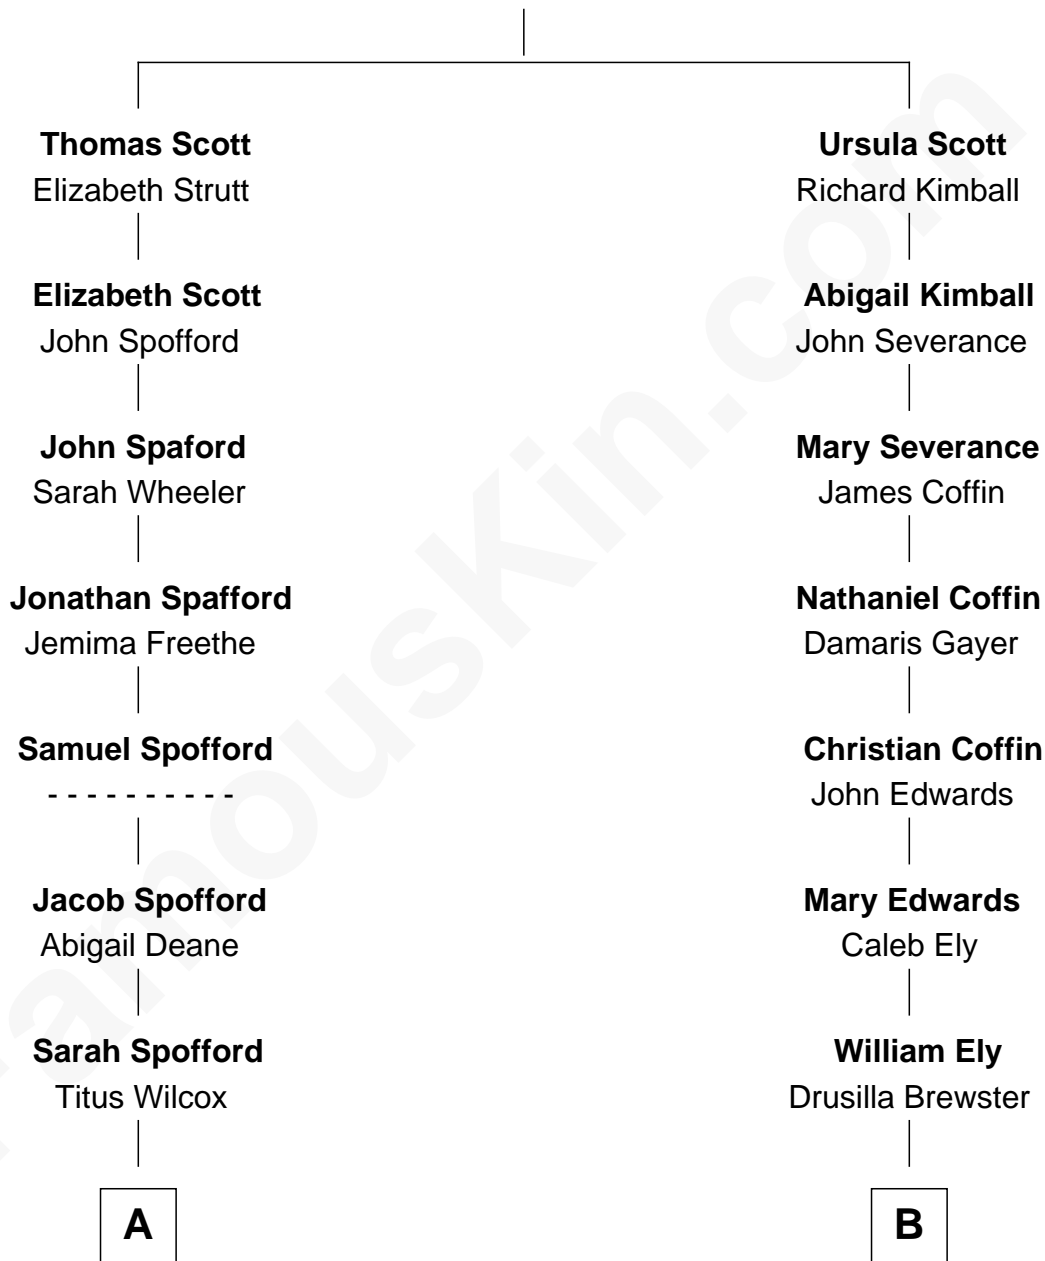 Thomas Scott
Elizabeth Strutt
Elizabeth Scott
John Spofford
John Spaford
Sarah Wheeler
Jonathan Spafford
Jemima Freethe
Samuel Spofford
- - - - - - - - - -
Jacob Spofford
Abigail Deane
Sarah Spofford
Titus Wilcox
A
Ursula Scott
Richard Kimball
Abigail Kimball
John Severance
Mary Severance
James Coffin
Nathaniel Coffin
Damaris Gayer
Christian Coffin
John Edwards
Mary Edwards
Caleb Ely
William Ely
Drusilla Brewster
B
FamousKin.com